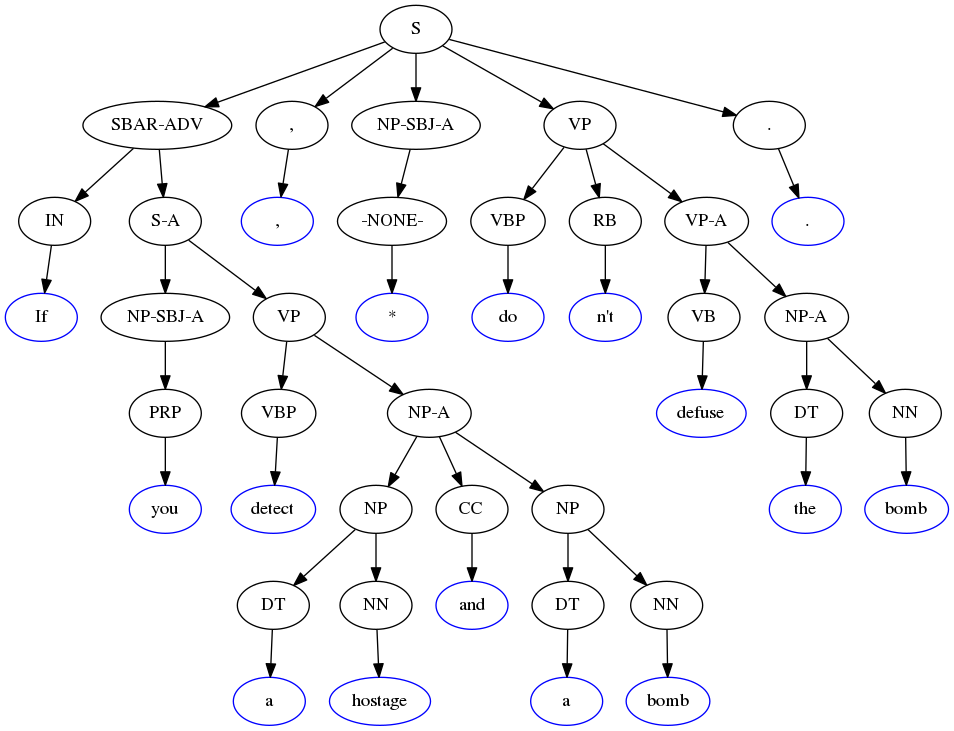 S
SBAR-ADV , NP-SBJ-A VP .
IN S-A , -NONE- VBP RB VP-A .
If NP-SBJ-A VP * do n't VB NP-A
PRP VBP NP-A defuse DT NN
you detect NP CC NP the bomb
DT NN and DT NN
a hostage a bomb